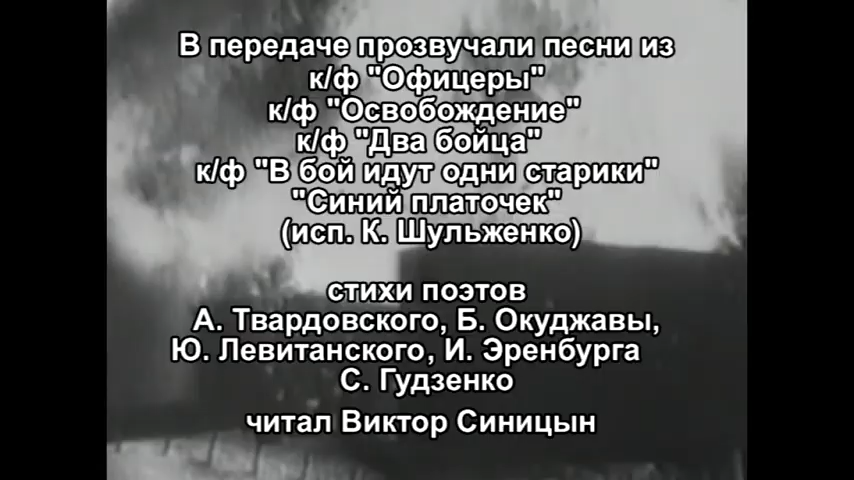 В передаче прозвучали песни из
к/ф "Офицеры"
к/ф "Освобождение"
к/ф "Два бойца"
к/ф "В бой идут одни старики"
"Синий платочек"
(исп. К. Шульженко)
стихи поэтов
А. Твардовского, Б. Окуджавы,
Ю. Левитанского, И. Эренбурга
С. Гудзенко
читал Виктор Синицын